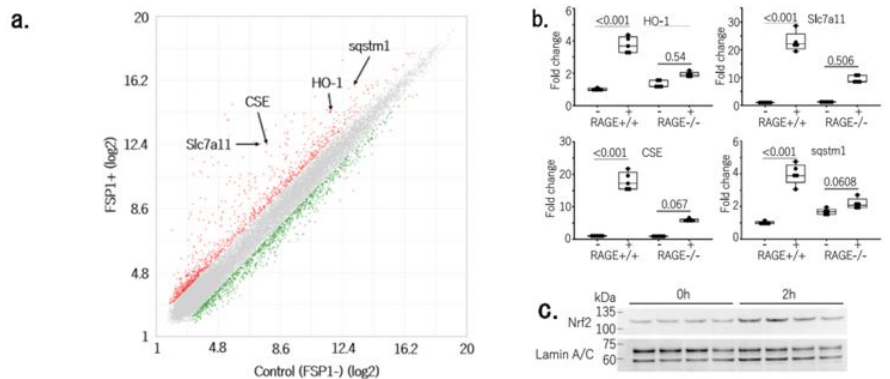 a.
20
16.2
12.4
8.6
4.8
1
FSP1+ (log2)
sqstm1
HO-1
CSE
Slc7a11
1 4.8 8.6 12.4 16.2 20
Control (FSP1-) (log2)
b.
<0.001 HO-1
6
4
2
0
Fold change
0.54
- + - +
RAGE+/+ RAGE-/-
<0.001 Slc7a11
30
20
10
0
Fold change
0.506
- + - +
RAGE+/+ RAGE-/-
CSE
30
20
10
0
Fold change
<0.001
0.067
- + - +
RAGE+/+ RAGE-/-
sqstm1
6
4
2
0
Fold change
<0.001
0.0608
- + - +
RAGE+/+ RAGE-/-
c.
kDa 0h 2h
135-
Nrf2
100-
75-
Lamin A/C
60-